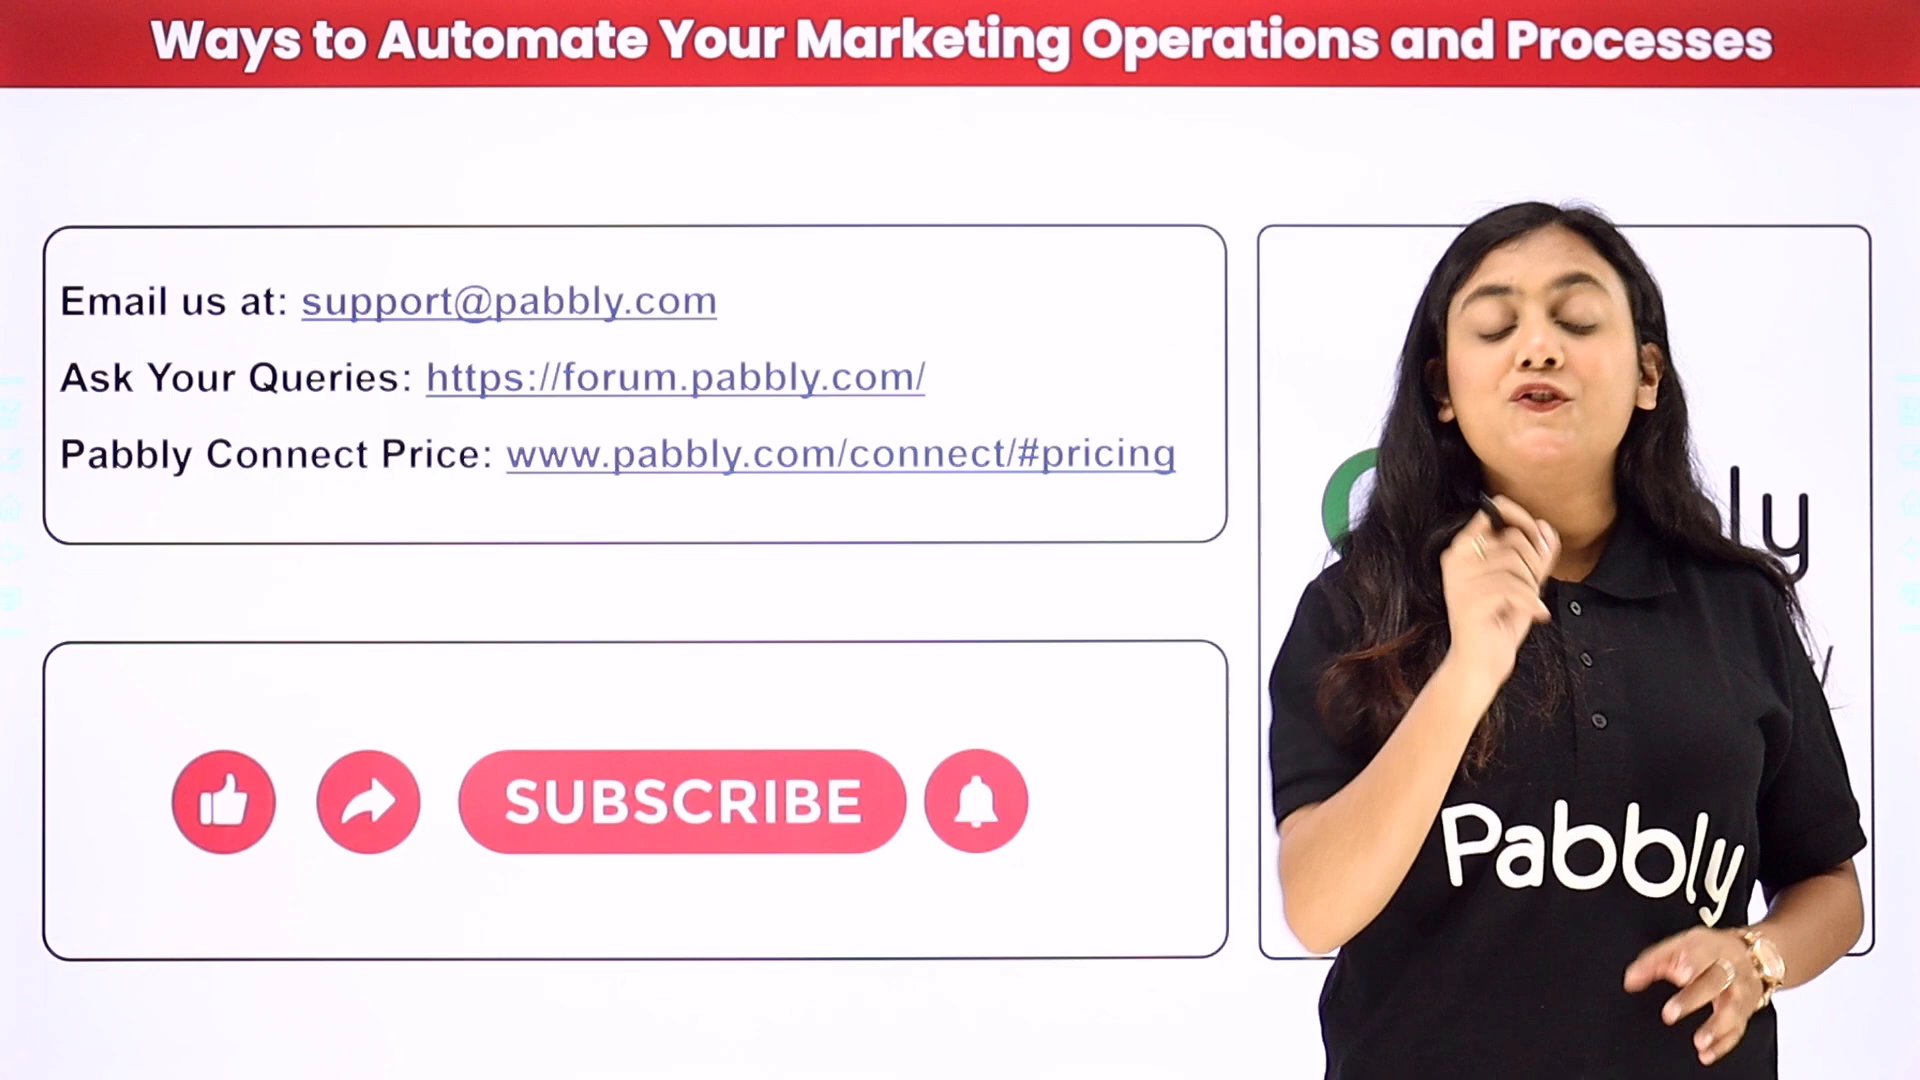 Ways to Automate Your Marketing Operations and Processes
Email us at: support@pabbly.com
Ask Your Queries: https://forum.pabbly.com/
Pabbly Connect Price: www.pabbly.com/connect/#pricing
SUBSCRIBE
ly
Pabbly